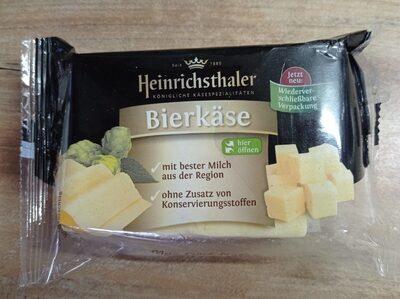 Seit 1880
Heinrichsthaler
KÖNIGLICHE KÄSESPEZIALITÄTEN
Bierkäse
Jetzt
neu:
Wiederver-
schließbare
Verpackung
hier
öffnen
mit bester Milch
aus der Region
ohne Zusatz von
Konservierungsstoffen